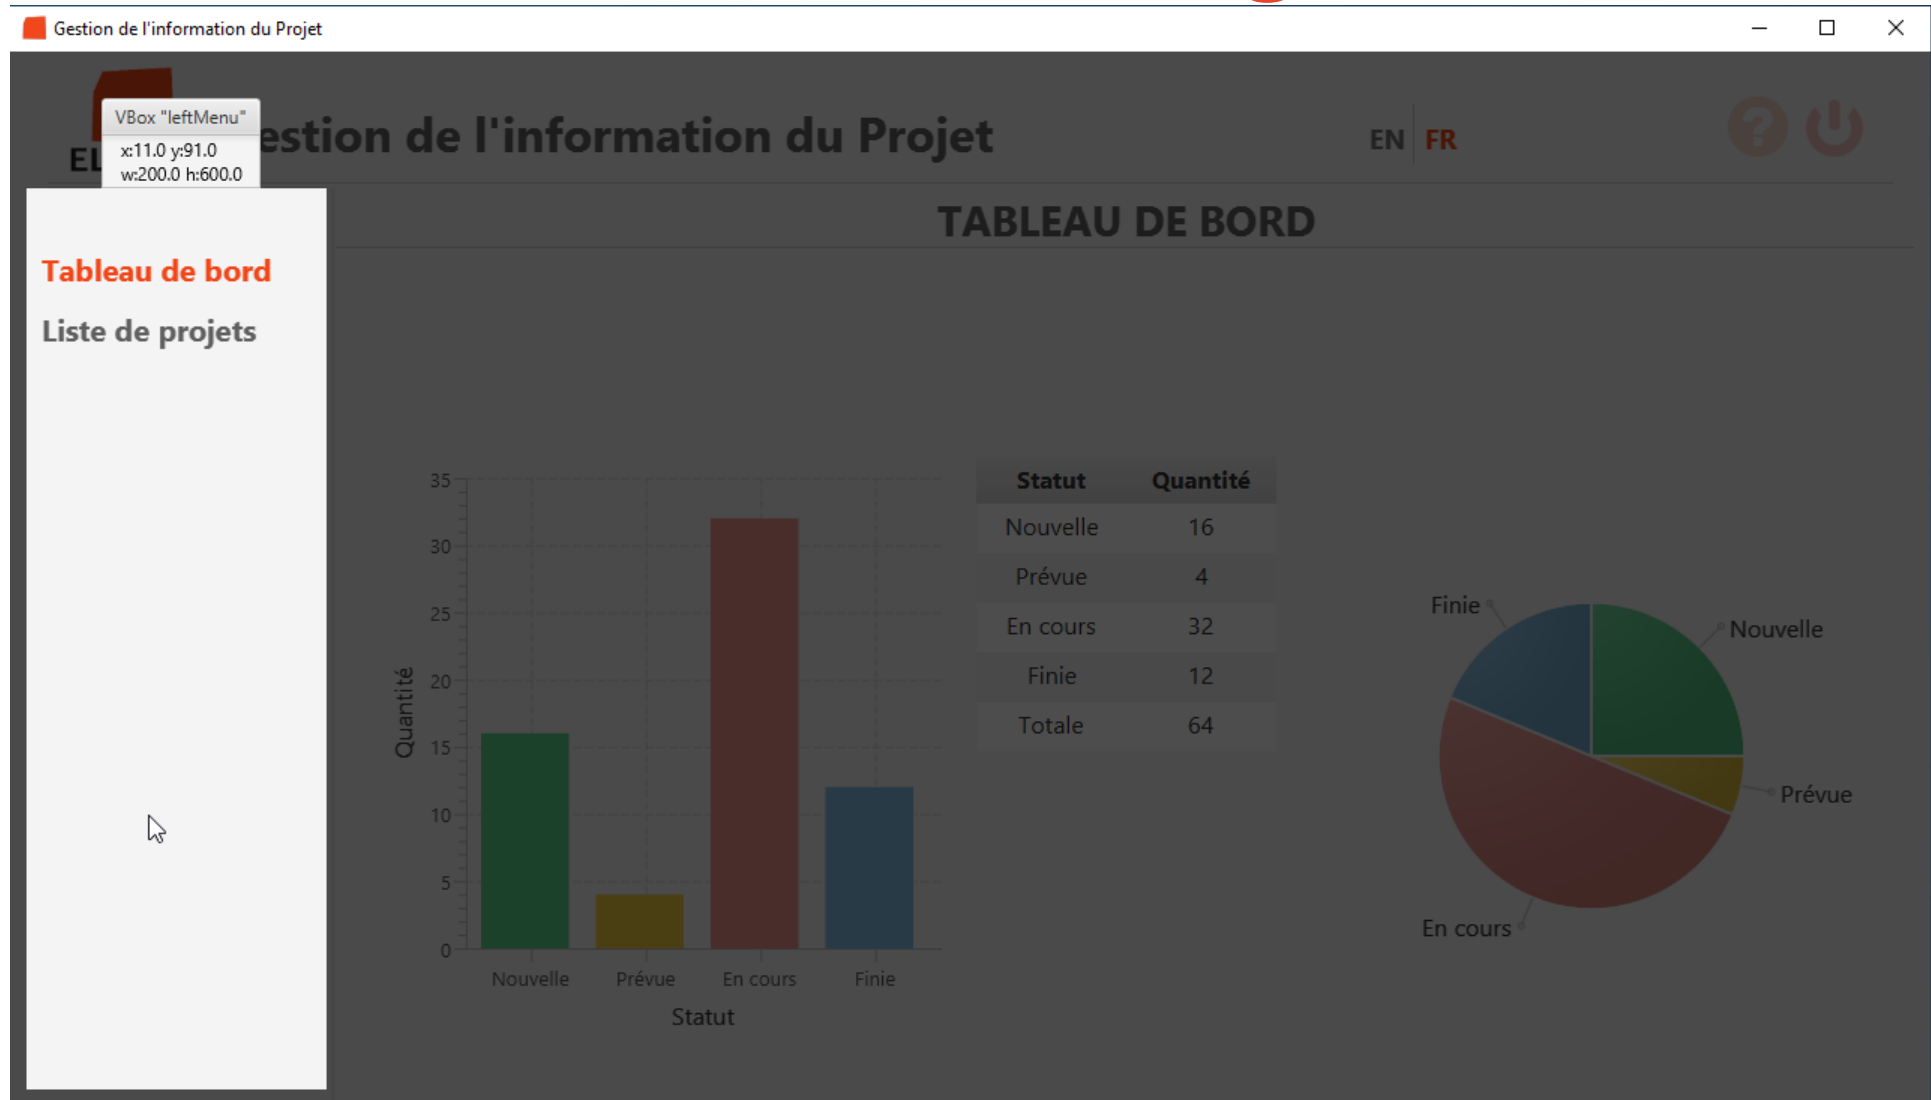 Gestion de l'information du Projet
VBox "leftMenu"
x:11.0 y:91.0
w:200.0 h:600.0
estion de l'information du Projet
EN FR
TABLEAU DE BORD
Tableau de bord
Liste de projets
35
30
25
20
15
10
5
0
Quantité
Nouvelle Prévue En cours Finie
Statut
Statut Quantité
Nouvelle 16
Prévue 4
En cours 32
Finie 12
Totale 64
Finie
Nouvelle
Prévue
En cours